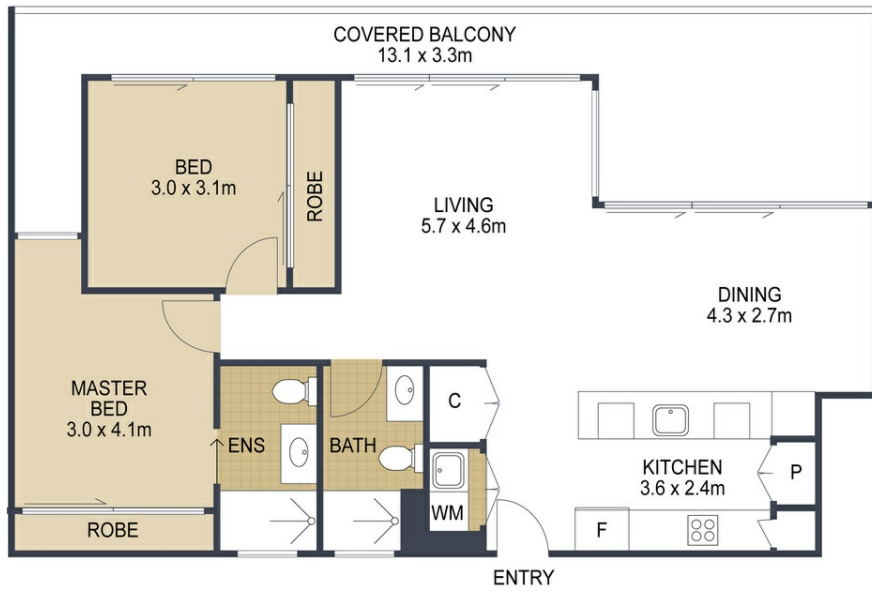 COVERED BALCONY
13.1 x 3.3m
BED
3.0 x 3.1m
ROBE
LIVING
5.7 x 4.6m
DINING
4.3 x 2.7m
MASTER
BED
3.0 x 4.1m
ENS
BATH
C
KITCHEN
3.6 x 2.4m
P
WM
F
ROBE
ENTRY